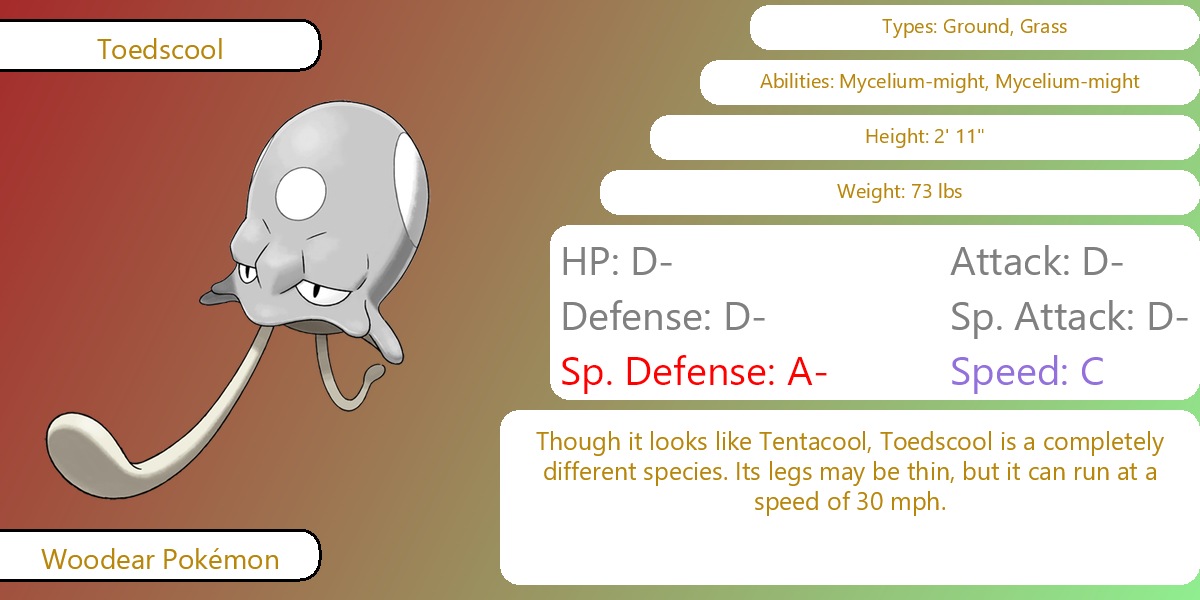 Toedscool
Types: Ground, Grass
Abilities: Mycelium-might, Mycelium-might
Height: 2' 11"
Weight: 73 lbs
HP: D-
Attack: D-
Defense: D-
Sp. Attack: D-
Sp. Defense: A-
Speed: C
Though it looks like Tentacool, Toedscool is a completely
different species. Its legs may be thin, but it can run at a
speed of 30 mph.
Woodear Pokémon